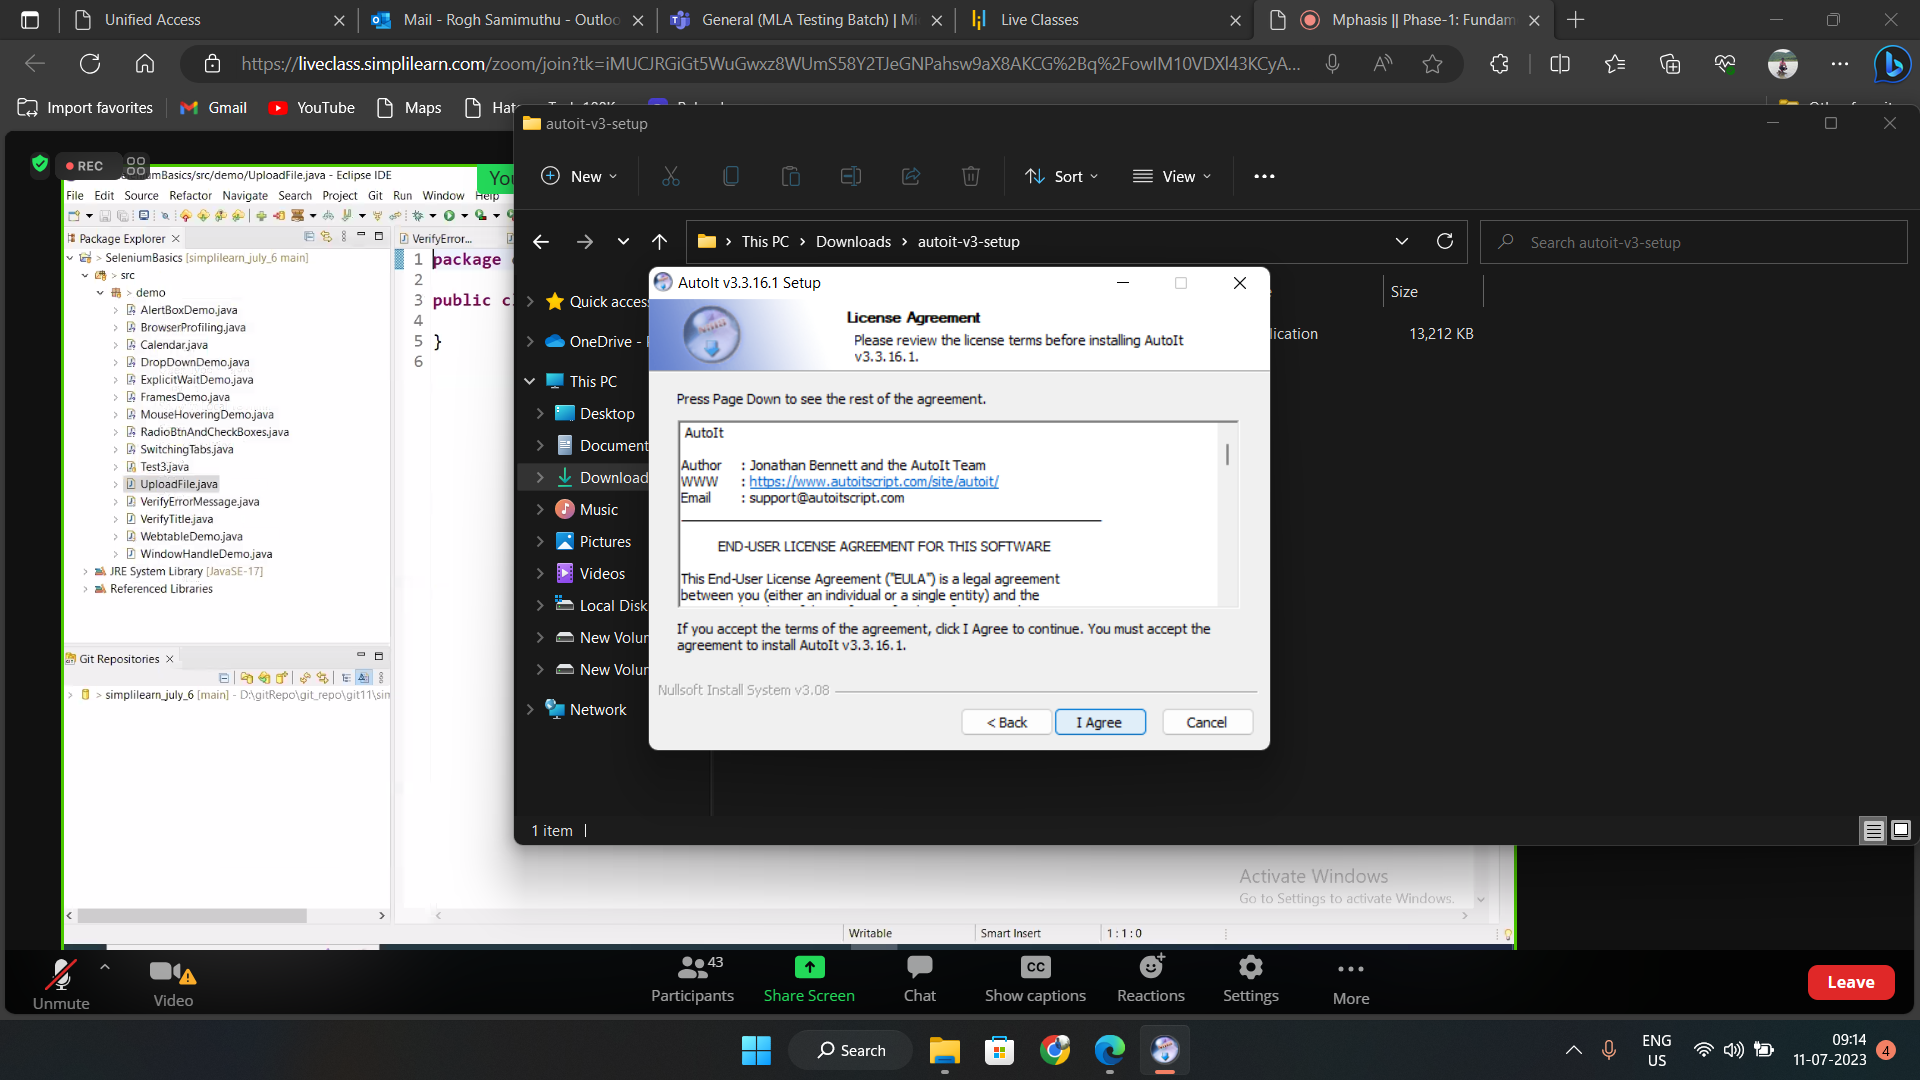 Unified Access
Mail - Rogh Samimuthu - Outloo
General (MLA Testing Batch) | Mi
Live Classes
Mphasis || Phase-1: Fundam
https://liveclass.simplilearn.com/zoom/join?tk=iMUCJRGiGt5WuGwxz8WUmS58Y2TJeGNPahsw9aX8AKCG%2Bq%2FowIM10VDXl43KCyA...
Import favorites
Gmail
YouTube
Maps
autoit-v3-setup
REC
SeleniumBasics/src/demo/UploadFile.java - Eclipse IDE
File Edit Source Refactor Navigate Search Project Git Run Window Help
New
Sort
View
Package Explorer
VerifyError...
This PC > Downloads > autoit-v3-setup
Search autoit-v3-setup
SeleniumBasics [simplilearn_july_6 main]
src
demo
AlertBoxDemo.java
BrowserProfiling.java
Calendar.java
DropDownDemo.java
ExplicitWaitDemo.java
FramesDemo.java
MouseHoveringDemo.java
RadioBtnAndCheckBoxes.java
SwitchingTabs.java
Test3.java
UploadFile.java
VerifyErrorMessage.java
VerifyTitle.java
WebtableDemo.java
WindowHandleDemo.java
JRE System Library [JavaSE-17]
Referenced Libraries
1 package
2
3 public
4
5 }
6
Quick access
OneDrive -
This PC
Desktop
Document
Download
Music
Pictures
Videos
Local Disk
New Volu
New Volu
Network
Size
lication
13,212 KB
AutoIt v3.3.16.1 Setup
License Agreement
Please review the license terms before installing AutoIt
v3.3.16.1.
Press Page Down to see the rest of the agreement.
AutoIt
Author : Jonathan Bennett and the AutoIt Team
WWW : https://www.autoitscript.com/site/autoit/
Email : support@autoitscript.com
END-USER LICENSE AGREEMENT FOR THIS SOFTWARE
This End-User License Agreement ("EULA") is a legal agreement
between you (either an individual or a single entity) and the
If you accept the terms of the agreement, click I Agree to continue. You must accept the
agreement to install AutoIt v3.3.16.1.
Nullsoft Install System v3.08
< Back
I Agree
Cancel
Git Repositories
simplilearn_july_6 [main] - D:\gitRepo\git_repo\git11\sim
1 item
Activate Windows
Go to Settings to activate Windows.
Writable
Smart Insert
1 : 1 : 0
Unmute
Video
43
Participants
Share Screen
Chat
CC
Show captions
Reactions
Settings
More
Leave
Search
ENG
US
09:14
11-07-2023
4